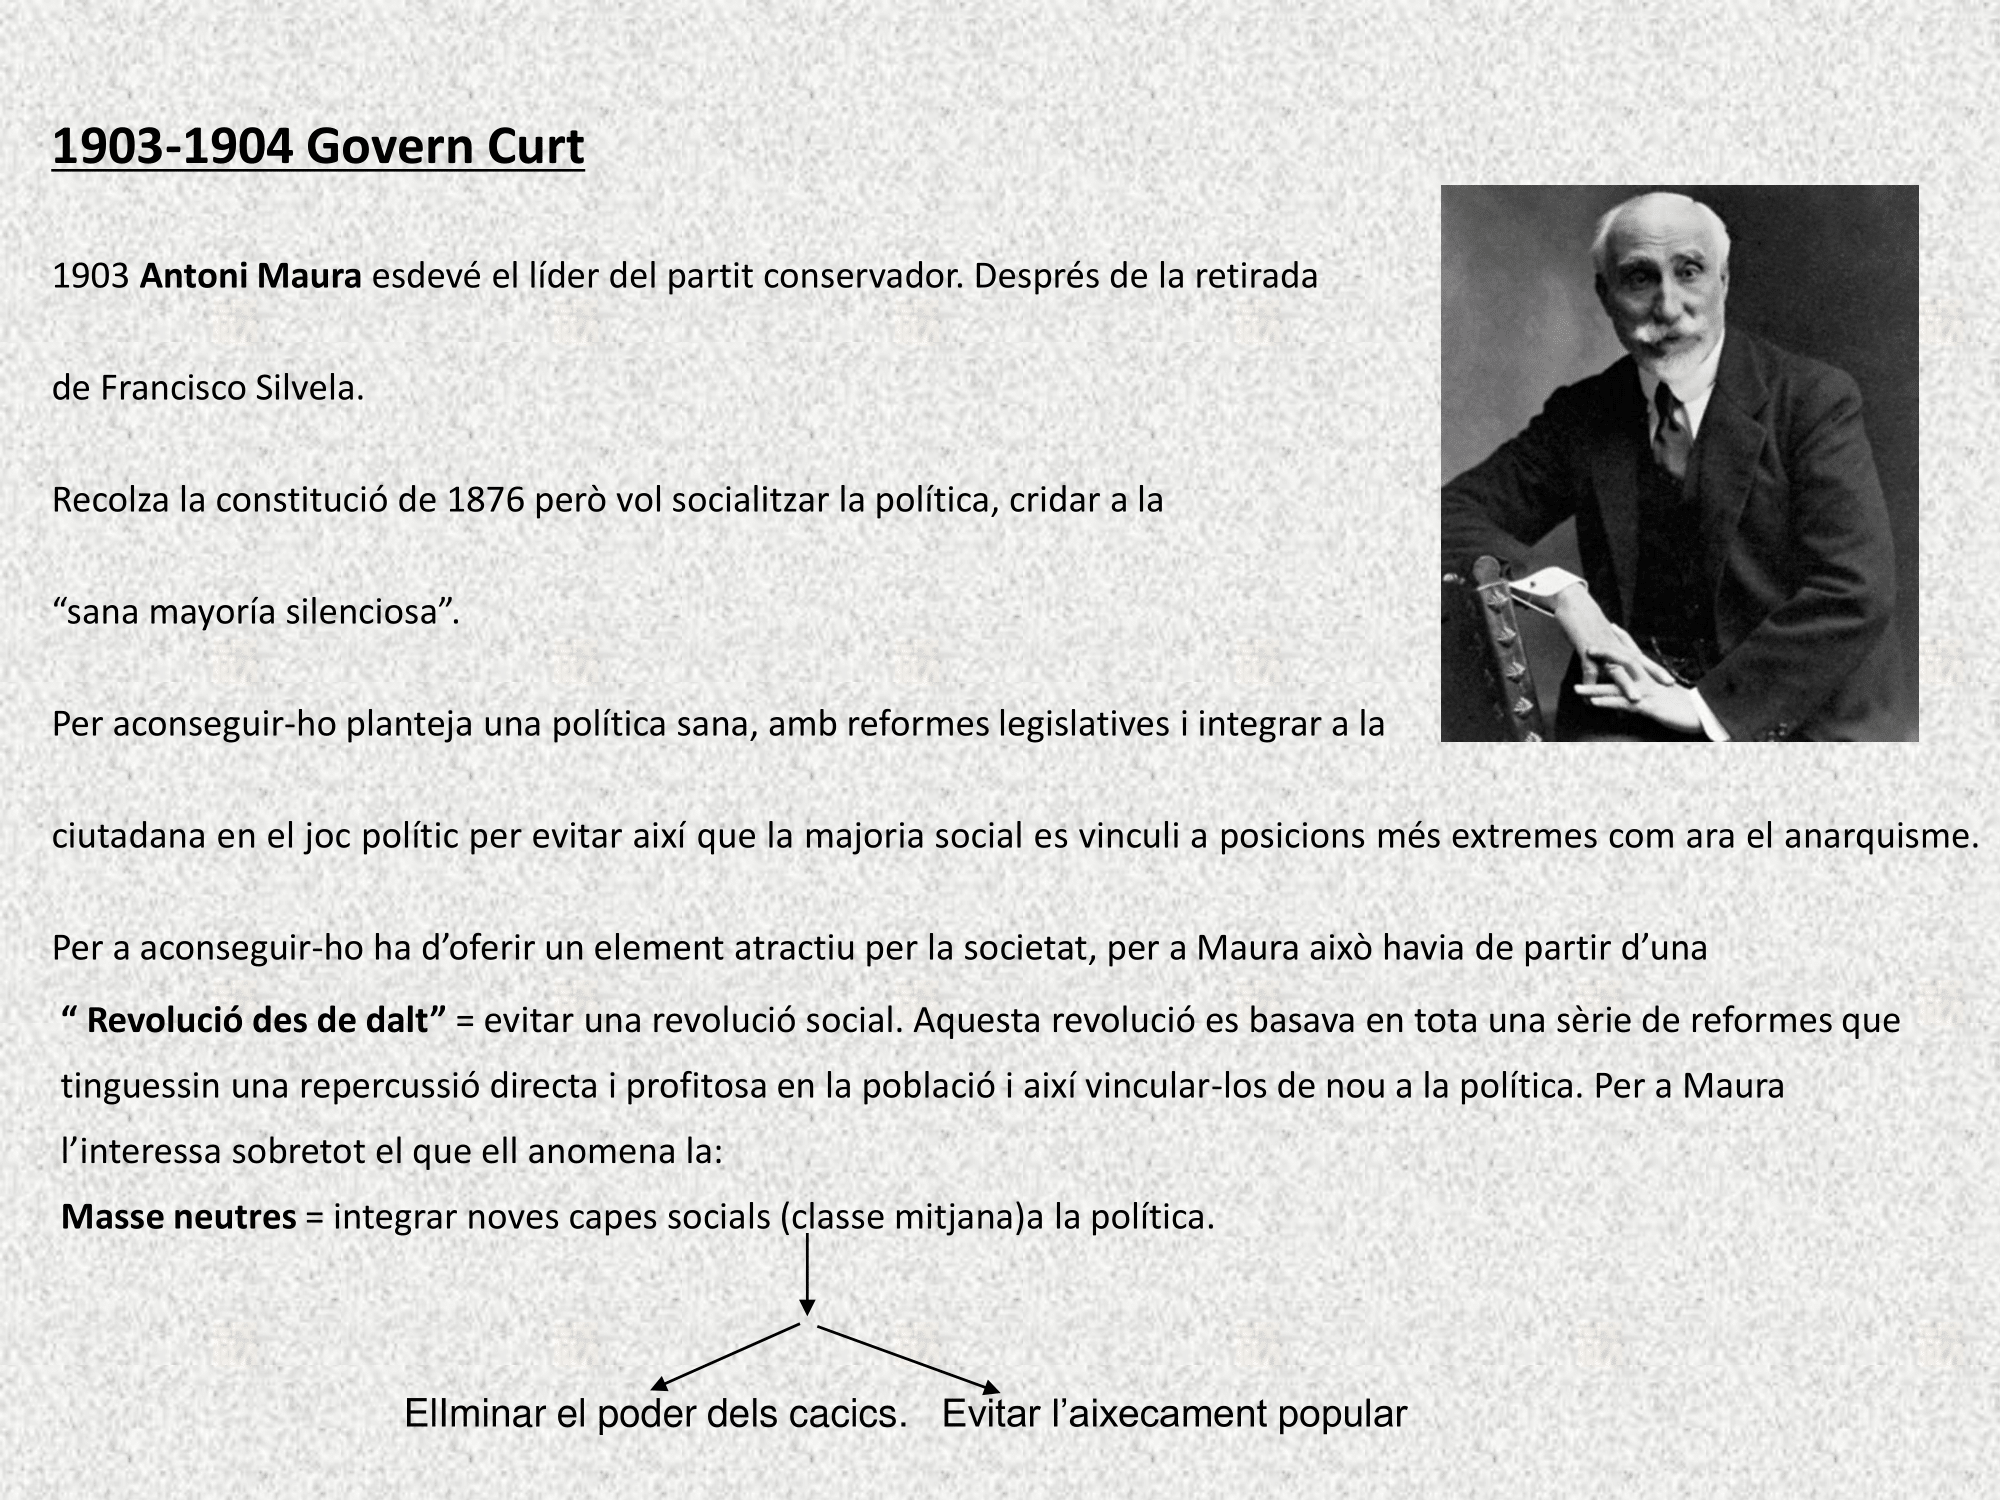 1903-1904 Govern Curt
1903 Antoni Maura esdevé el líder del partit conservador. Després de la retirada
de Francisco Silvela.
Recolza la constitució de 1876 però vol socialitzar la política, cridar a la
“sana mayoría silenciosa”.
Per aconseguir-ho planteja una política sana, amb reformes legislatives i integrar a la
ciutadana en el joc polític per evitar així que la majoria social es vinculi a posicions més extremes com ara el anarquisme.
Per a aconseguir-ho ha d’oferir un element atractiu per la societat, per a Maura això havia de partir d’una
“ Revolució des de dalt” = evitar una revolució social. Aquesta revolució es basava en tota una sèrie de reformes que
tinguessin una repercussió directa i profitosa en la població i així vincular-los de nou a la política. Per a Maura
l’interessa sobretot el que ell anomena la:
Masse neutres = integrar noves capes socials (classe mitjana)a la política.
ElIminar el poder dels cacics. Evitar l’aixecament popular